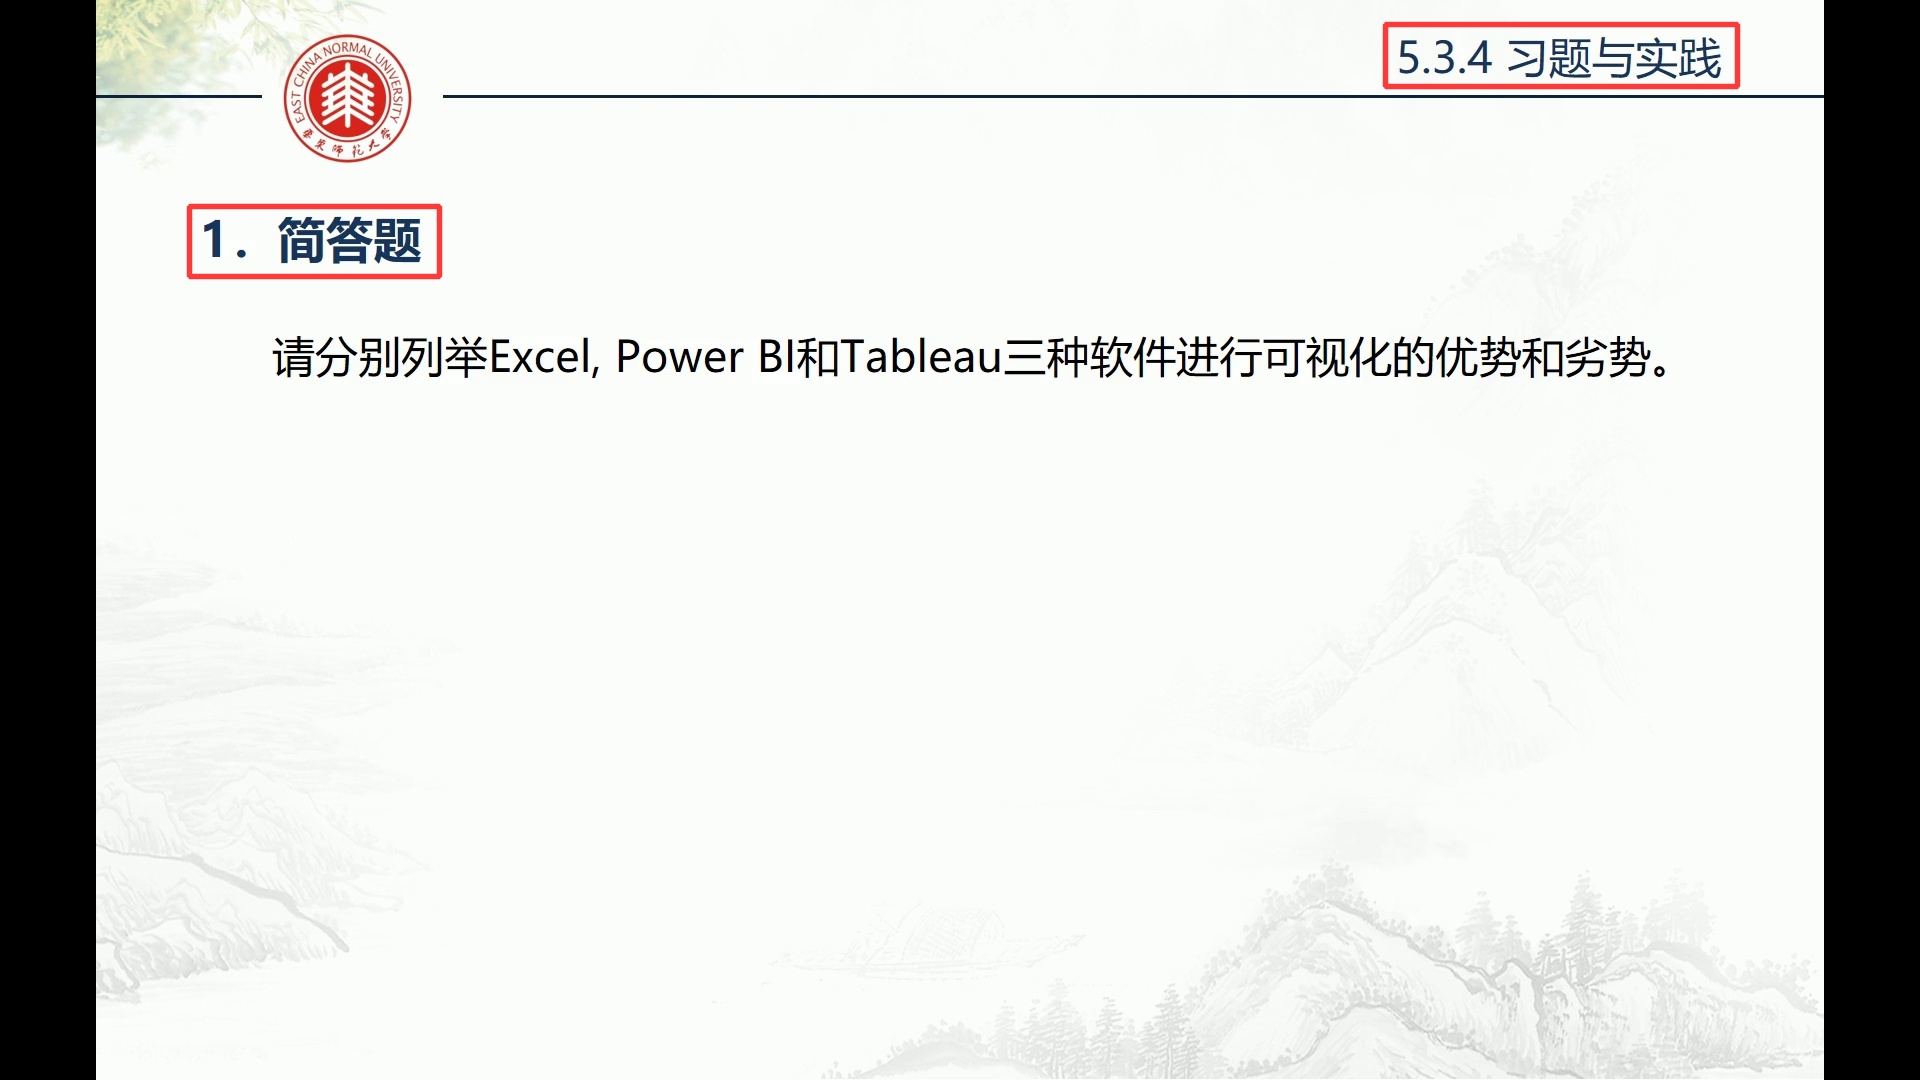 EAST CHINA NORMAL UNIVERSITY
华东师范大学
5.3.4 习题与实践
1. 简答题
请分别列举Excel, Power BI和Tableau三种软件进行可视化的优势和劣势。